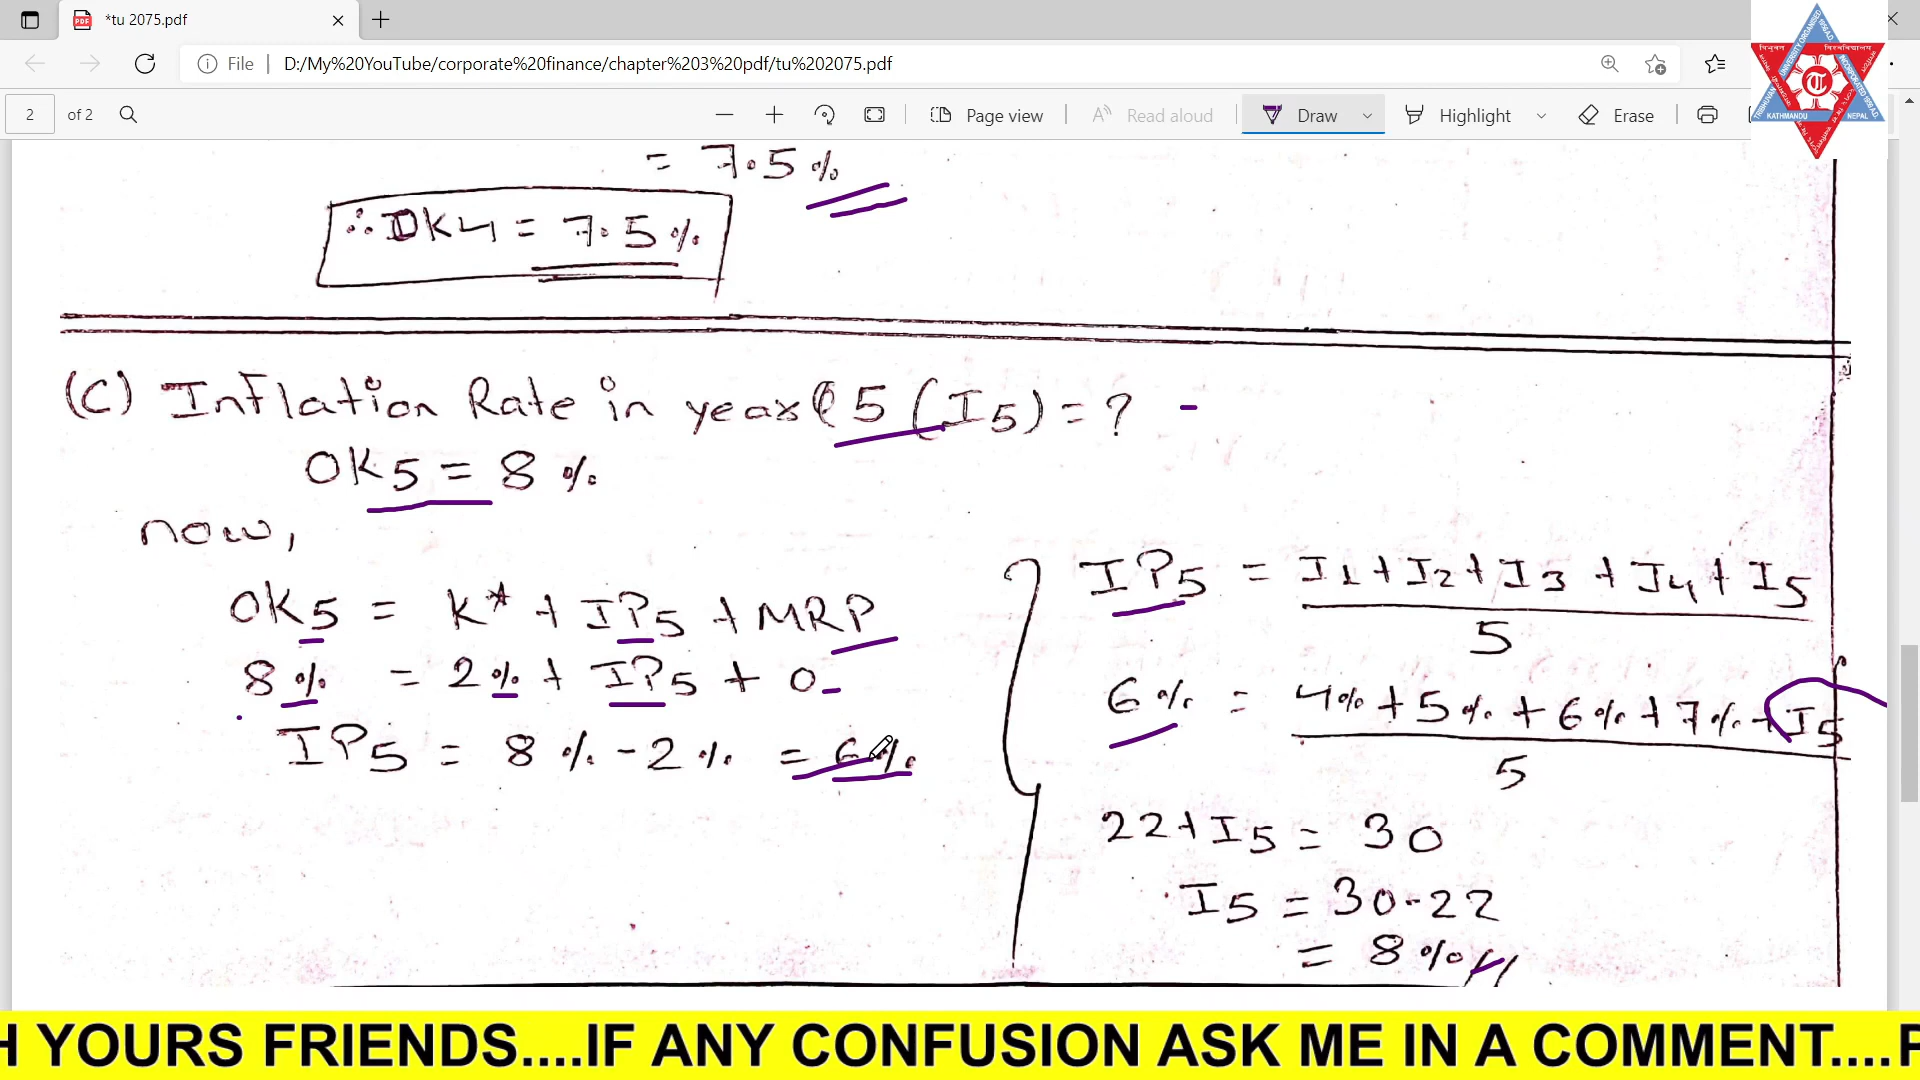 *tu 2075.pdf
File D:/My%20YouTube/corporate%20finance/chapter%203%20pdf/tu%202075.pdf
2 of 2 Page view Read aloud Draw Highlight Erase
= 7.5 %
∴ DK4 = 7.5 %
(C) Inflation Rate in year 5 (I5) = ?
OK5 = 8 %
now,
OK5 = K* + IP5 + MRP
8 % = 2 % + IP5 + 0
IP5 = 8 % - 2 % = 6 %
IP5 = I1 + I2 + I3 + I4 + I5
5
6 % = 4% + 5 % + 6 % + 7 % + I5
5
22 + I5 = 30
I5 = 30 - 22
= 8 %
KATHMANDU NEPAL
H YOURS FRIENDS....IF ANY CONFUSION ASK ME IN A COMMENT....P